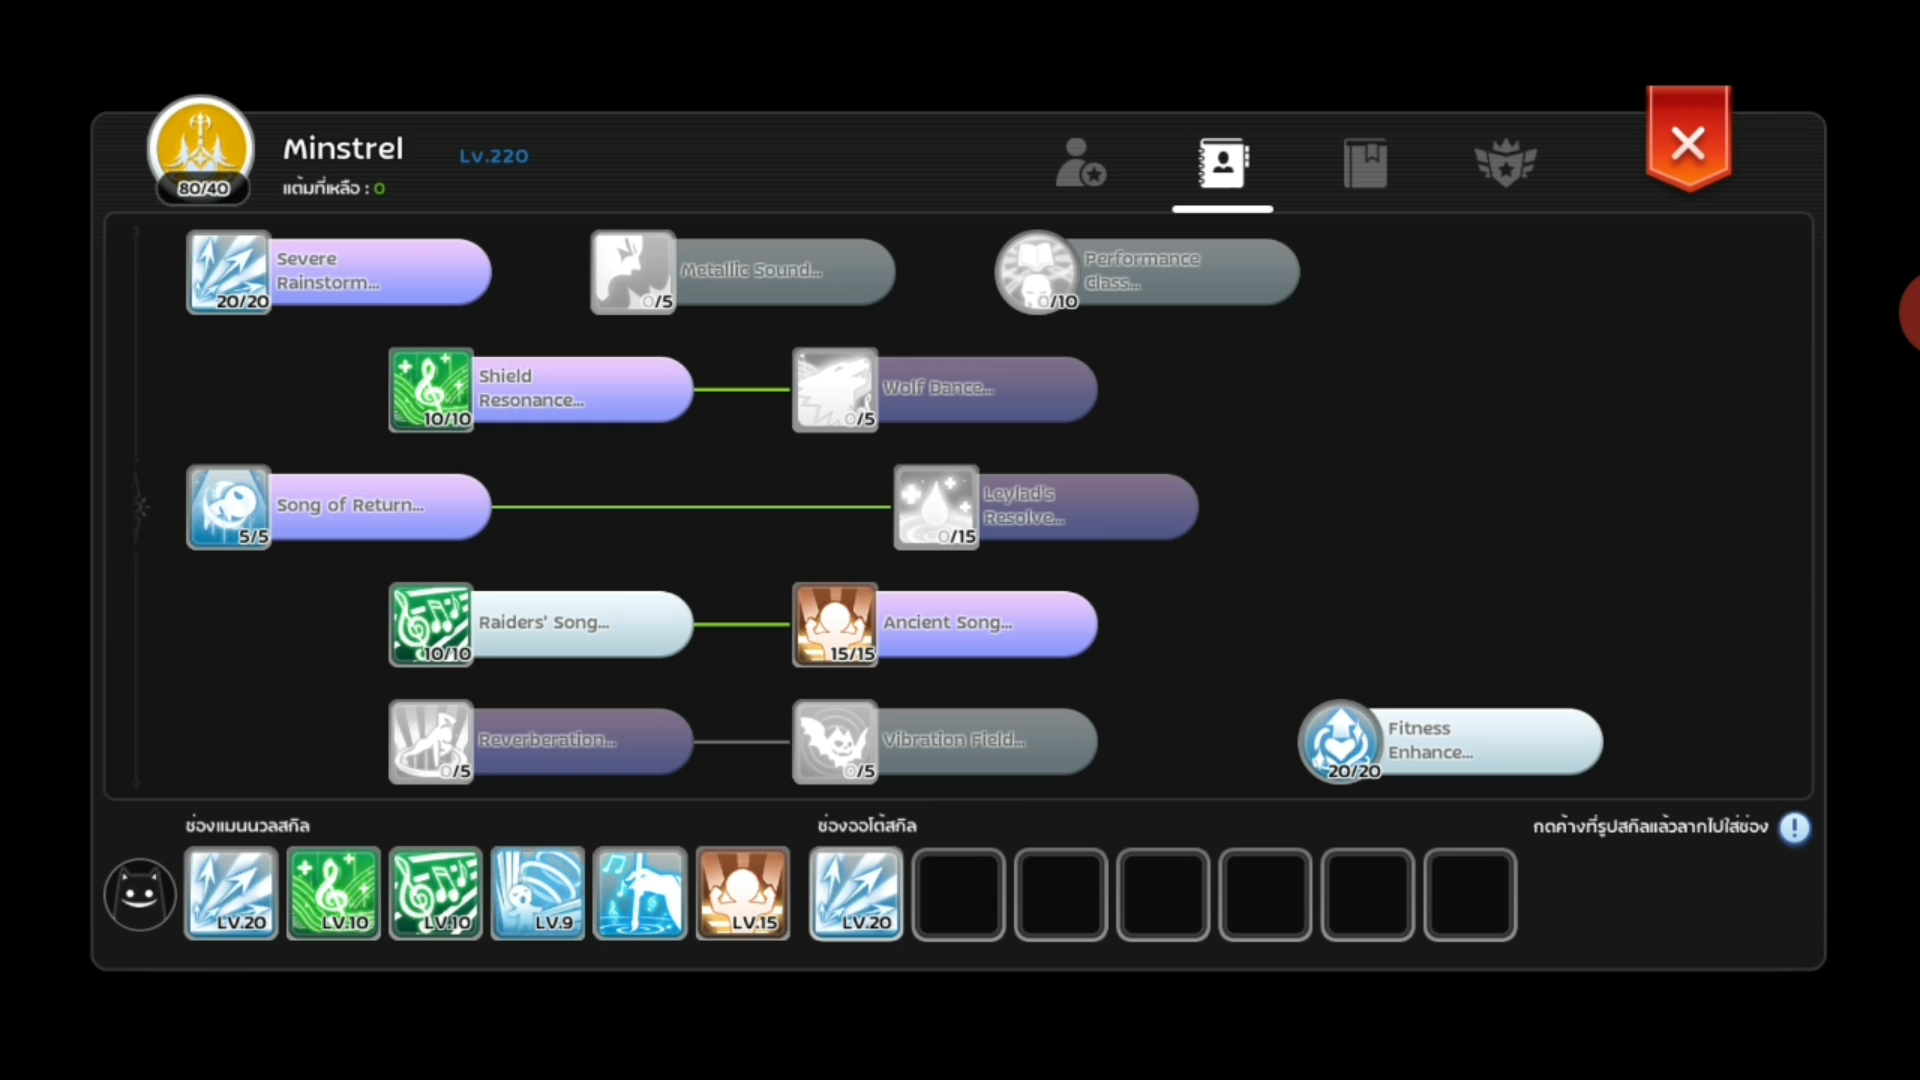 Minstrel
Lv.220
80/40
แต้มที่เหลือ : 0
Severe
Rainstorm...
20/20
Metallic Sound...
0/5
Performance
Class...
0/10
Shield
Resonance...
10/10
Wolf Dance...
0/5
Song of Return...
5/5
Leylad's
Resolve...
0/15
Raiders' Song...
10/10
Ancient Song...
15/15
Reverberation...
0/5
Vibration Field...
0/5
Fitness
Enhance...
20/20
ช่องแมนนวลสกิล
ช่องออโต้สกิล
กดค้างที่รูปสกิลแล้วลากไปใส่ช่อง
LV.20
LV.10
LV.10
LV.9
LV.15
LV.20